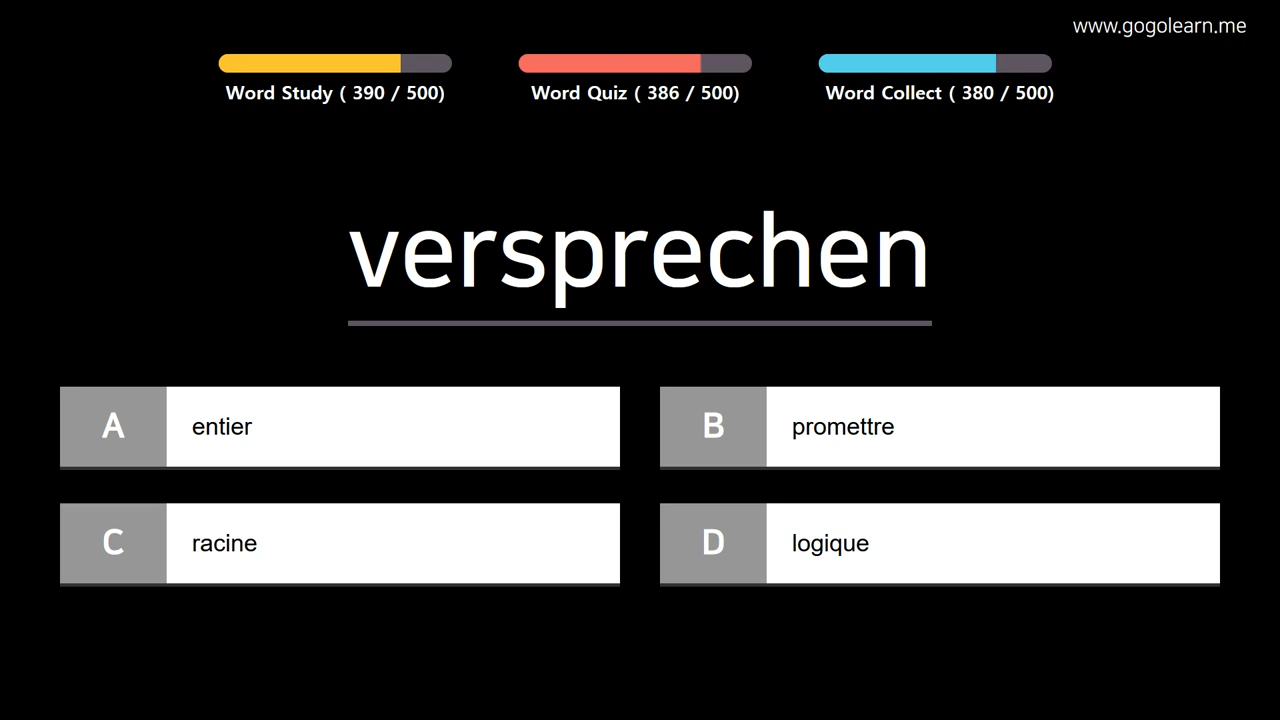 www.gogolearn.me
Word Study ( 390 / 500)
Word Quiz ( 386 / 500)
Word Collect ( 380 / 500)
versprechen
A entier
B promettre
C racine
D logique